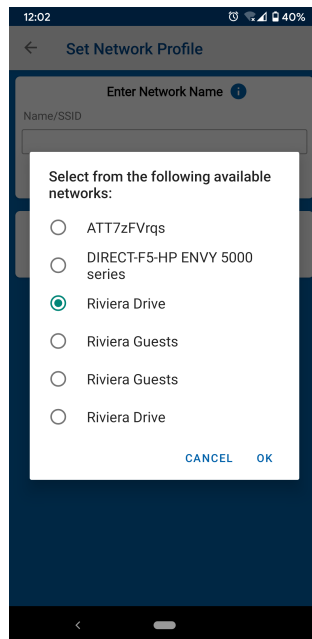 12:02
40%
Set Network Profile
Enter Network Name i
Name/SSID
Select from the following available
networks:
ATT7zFVrqs
DIRECT-F5-HP ENVY 5000
series
Riviera Drive
Riviera Guests
Riviera Guests
Riviera Drive
CANCEL OK